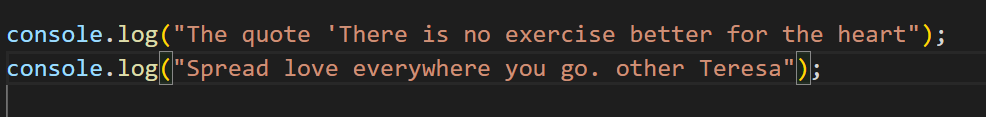 console.log("The quote 'There is no exercise better for the heart");
console.log("Spread love everywhere you go. other Teresa");